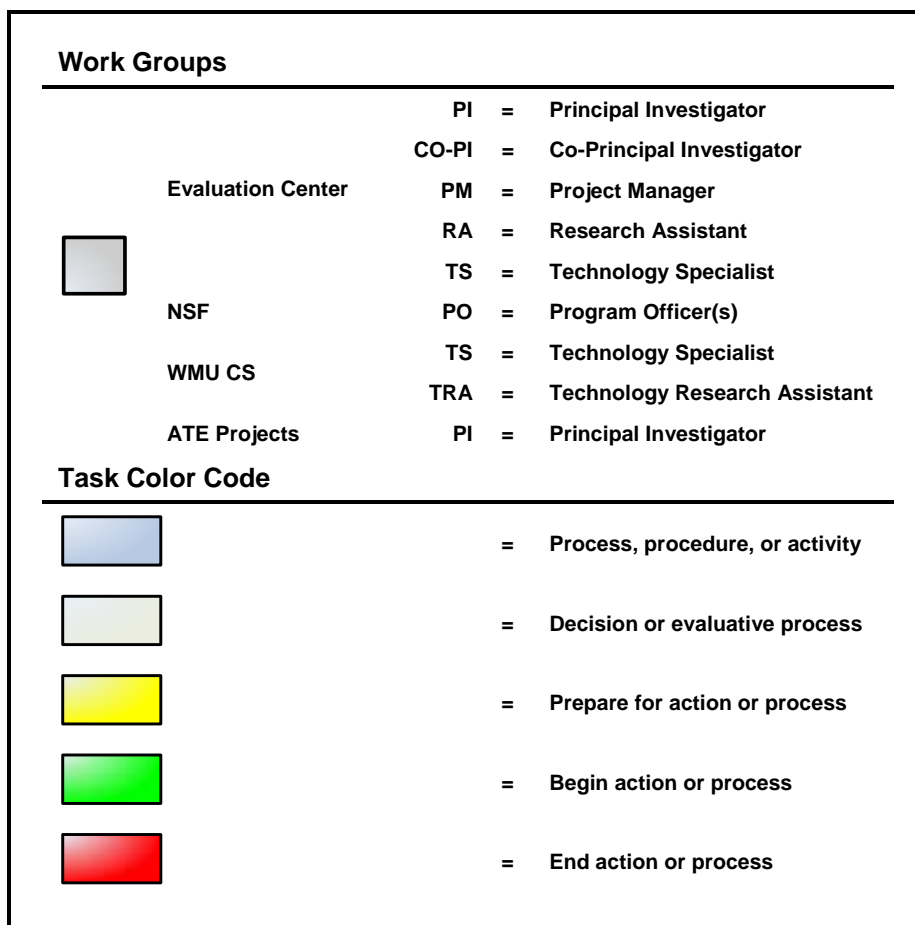 Work Groups
PI = Principal Investigator
CO-PI = Co-Principal Investigator
Evaluation Center PM = Project Manager
RA = Research Assistant
TS = Technology Specialist
NSF PO = Program Officer(s)
TS = Technology Specialist
WMU CS
TRA = Technology Research Assistant
ATE Projects PI = Principal Investigator
Task Color Code
= Process, procedure, or activity
= Decision or evaluative process
= Prepare for action or process
= Begin action or process
= End action or process